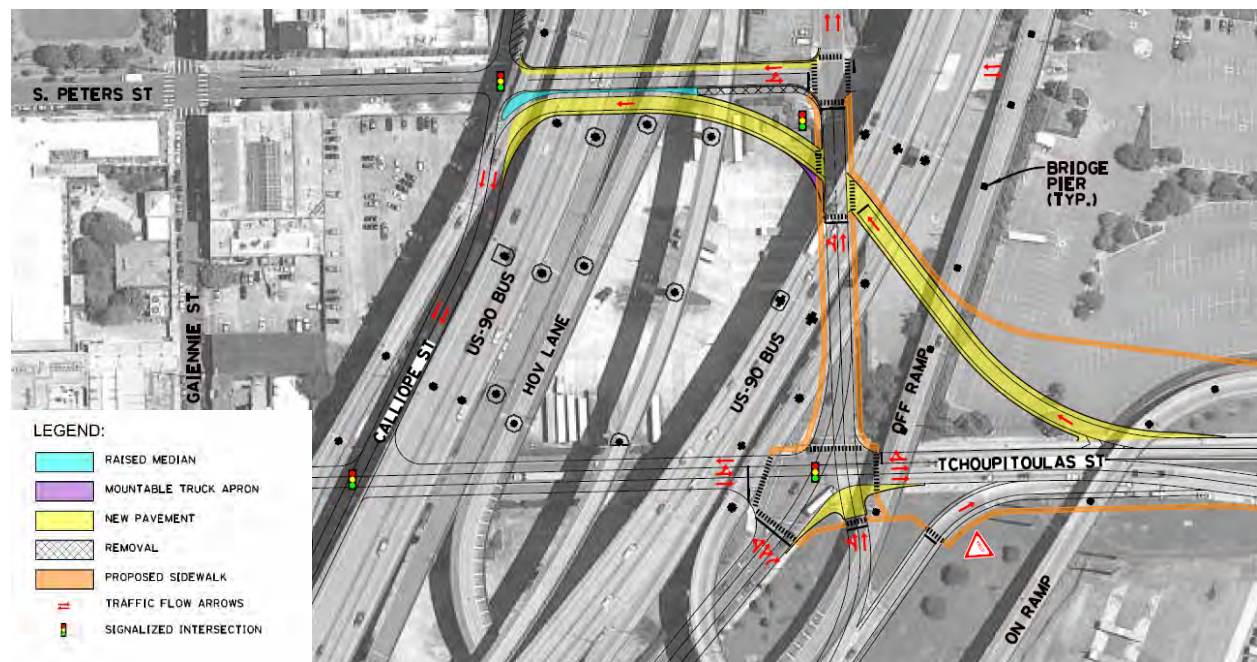 S. PETERS ST
BRIDGE
PIER
(TYP.)
GAIENNIE ST
US-90 BUS
HOV LANE
US-90 BUS
CALLIOPE ST
OFF RAMP
TCHOUPITOULAS ST
ON RAMP
LEGEND:
RAISED MEDIAN
MOUNTABLE TRUCK APRON
NEW PAVEMENT
REMOVAL
PROPOSED SIDEWALK
TRAFFIC FLOW ARROWS
SIGNALIZED INTERSECTION